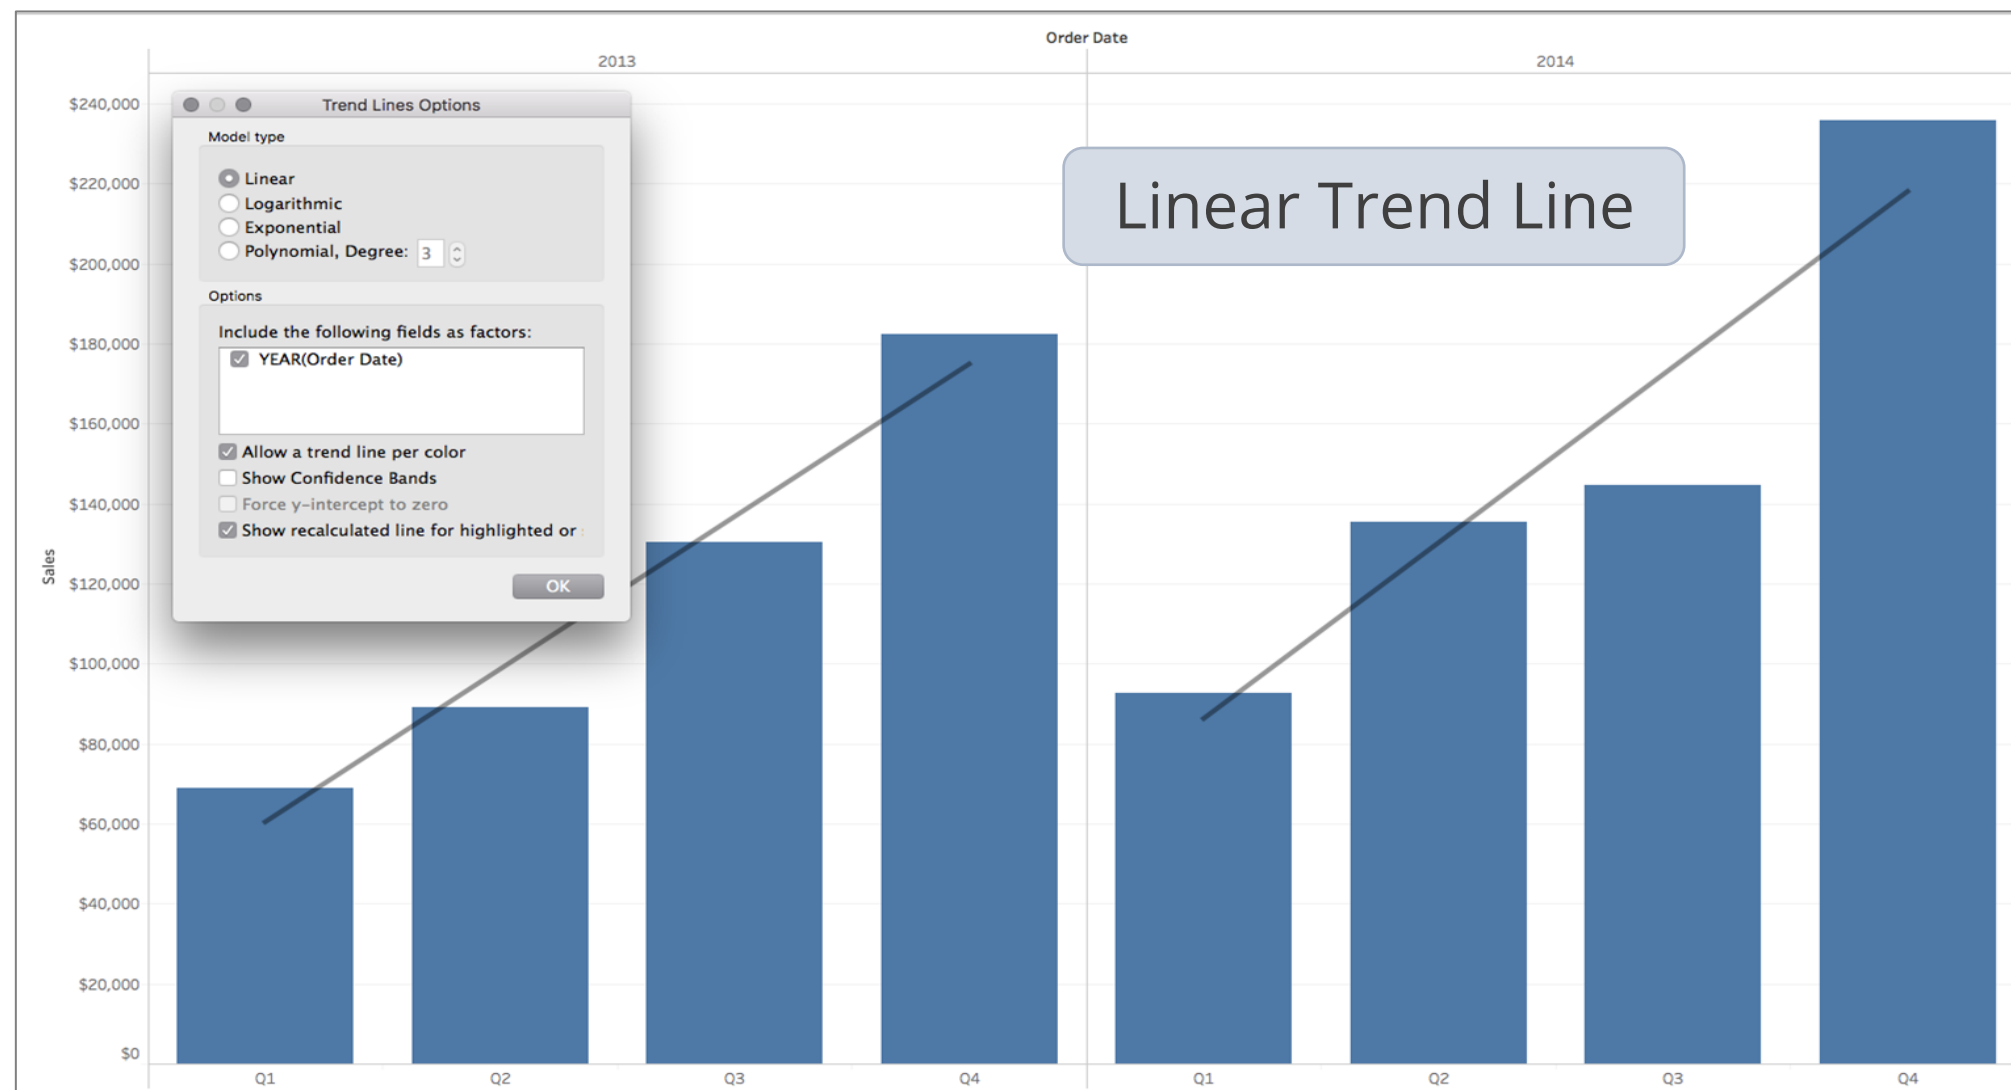 Order Date
2013
2014
$240,000
$220,000
$200,000
$180,000
$160,000
$140,000
$120,000
$100,000
$80,000
$60,000
$40,000
$20,000
$0
Sales
Trend Lines Options
Model type
Linear
Logarithmic
Exponential
Polynomial, Degree: 3
Options
Include the following fields as factors:
YEAR(Order Date)
Allow a trend line per color
Show Confidence Bands
Force y-intercept to zero
Show recalculated line for highlighted or
OK
Linear Trend Line
Q1 Q2 Q3 Q4 Q1 Q2 Q3 Q4